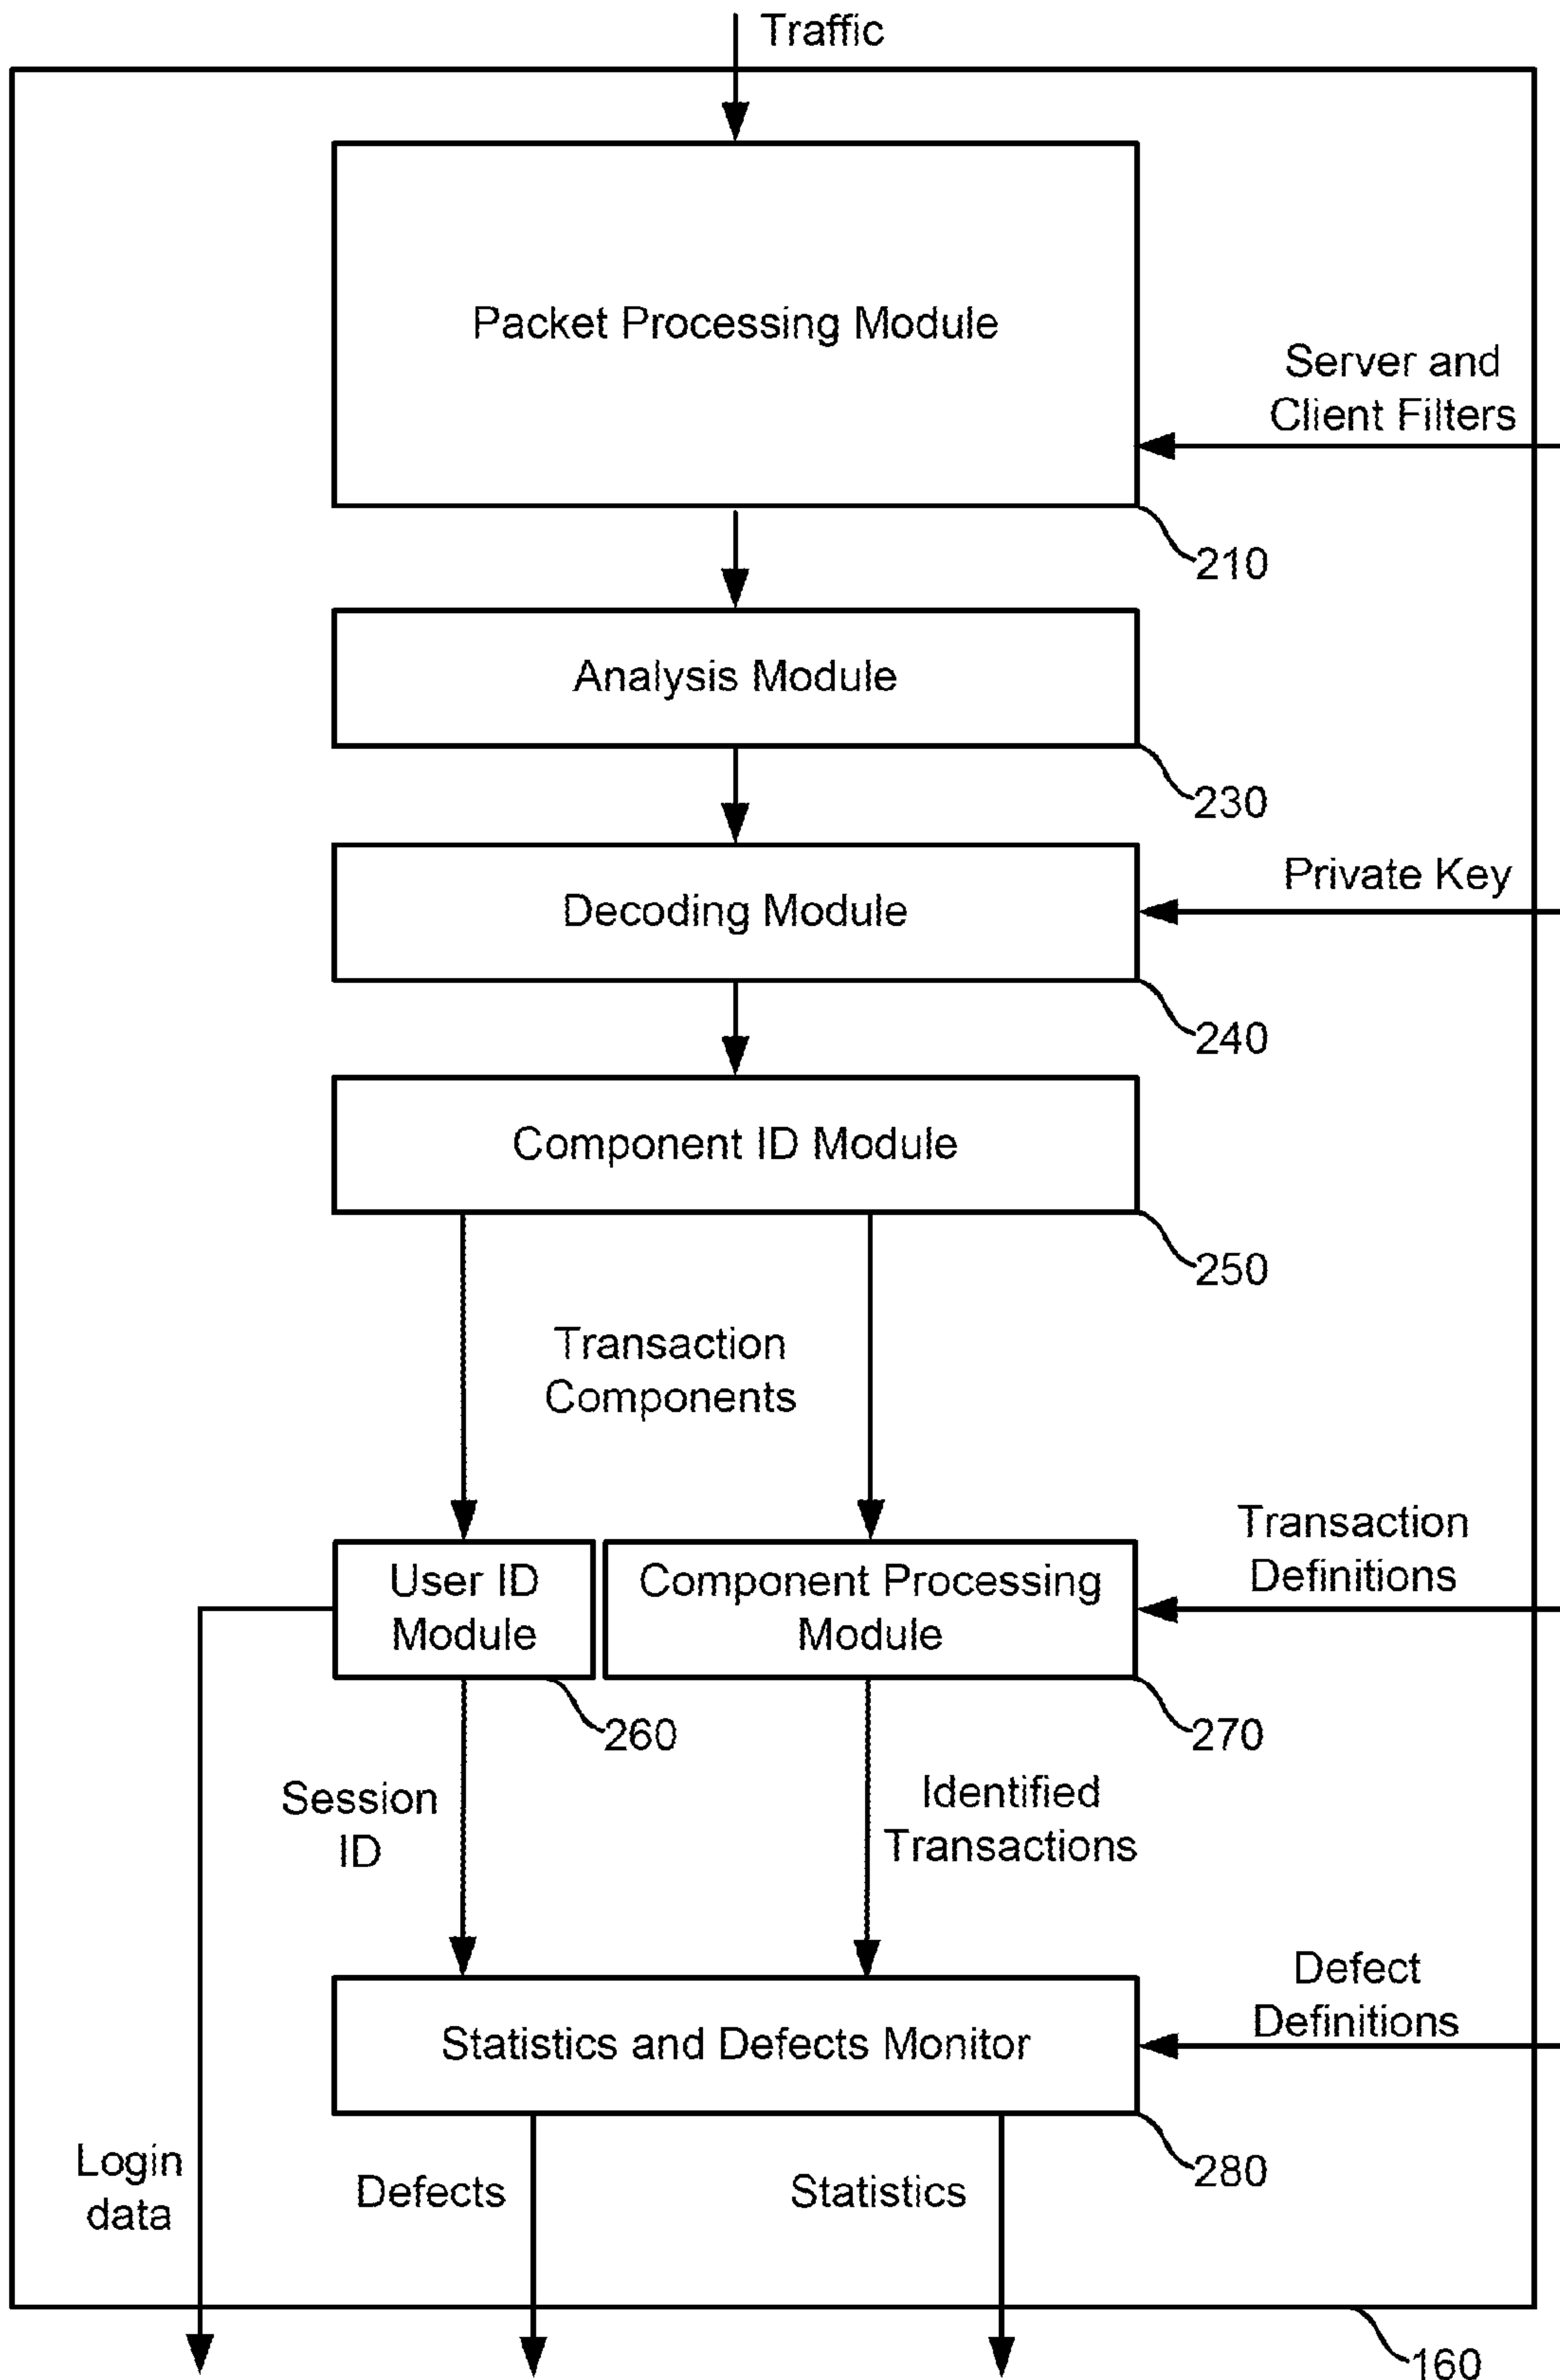 Traffic
Packet Processing Module
Server and
Client Filters
210
Analysis Module
230
Private Key
Decoding Module
240
Component ID Module
250
Transaction
Components
Transaction
Definitions
User ID
Module
Component Processing
Module
260
270
Session
ID
Identified
Transactions
Defect
Definitions
Statistics and Defects Monitor
280
Login
data
Defects
Statistics
160